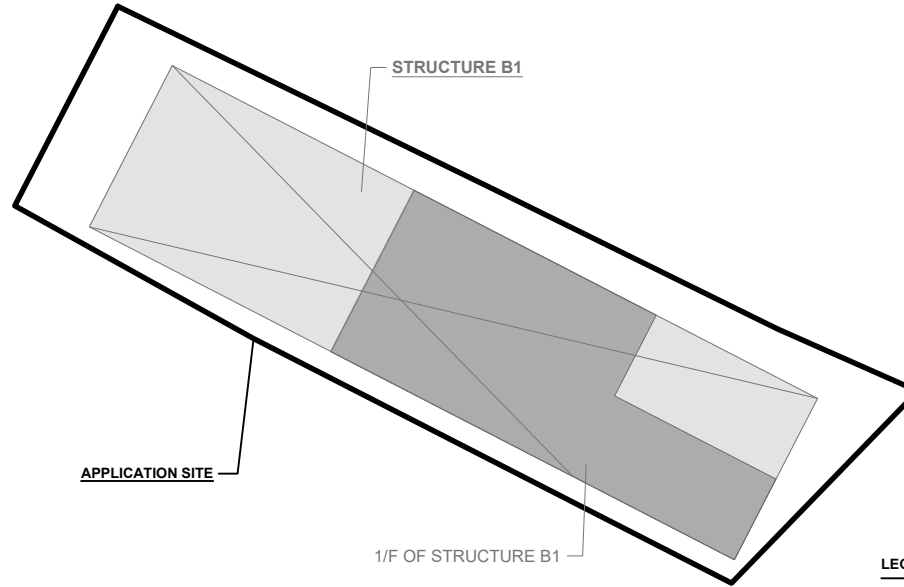 STRUCTURE B1
APPLICATION SITE
1/F OF STRUCTURE B1